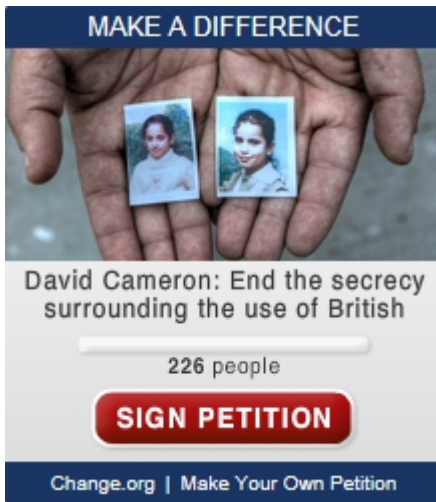 MAKE A DIFFERENCE
David Cameron: End the secrecy
surrounding the use of British
226 people
SIGN PETITION
Change.org | Make Your Own Petition